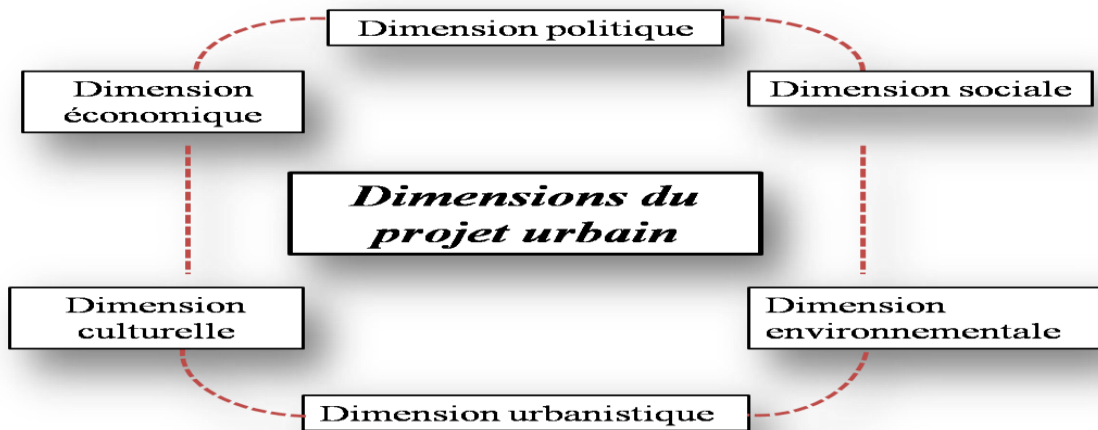 Dimension politique
Dimension
économique
Dimension sociale
Dimensions du
projet urbain
Dimension
culturelle
Dimension
environnementale
Dimension urbanistique